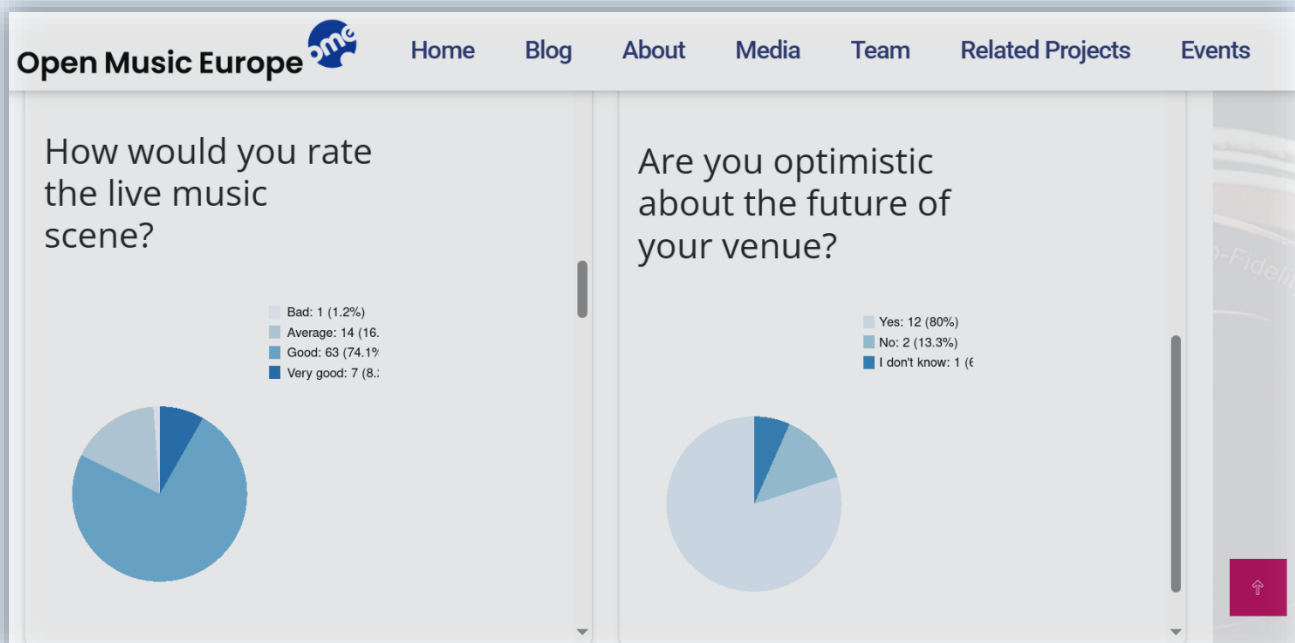 Open Music Europe ome
Home Blog About Media Team Related Projects Events
How would you rate
the live music
scene?
Bad: 1 (1.2%)
Average: 14 (16.
Good: 63 (74.1%
Very good: 7 (8.
Are you optimistic
about the future of
your venue?
Yes: 12 (80%)
No: 2 (13.3%)
I don't know: 1 (6